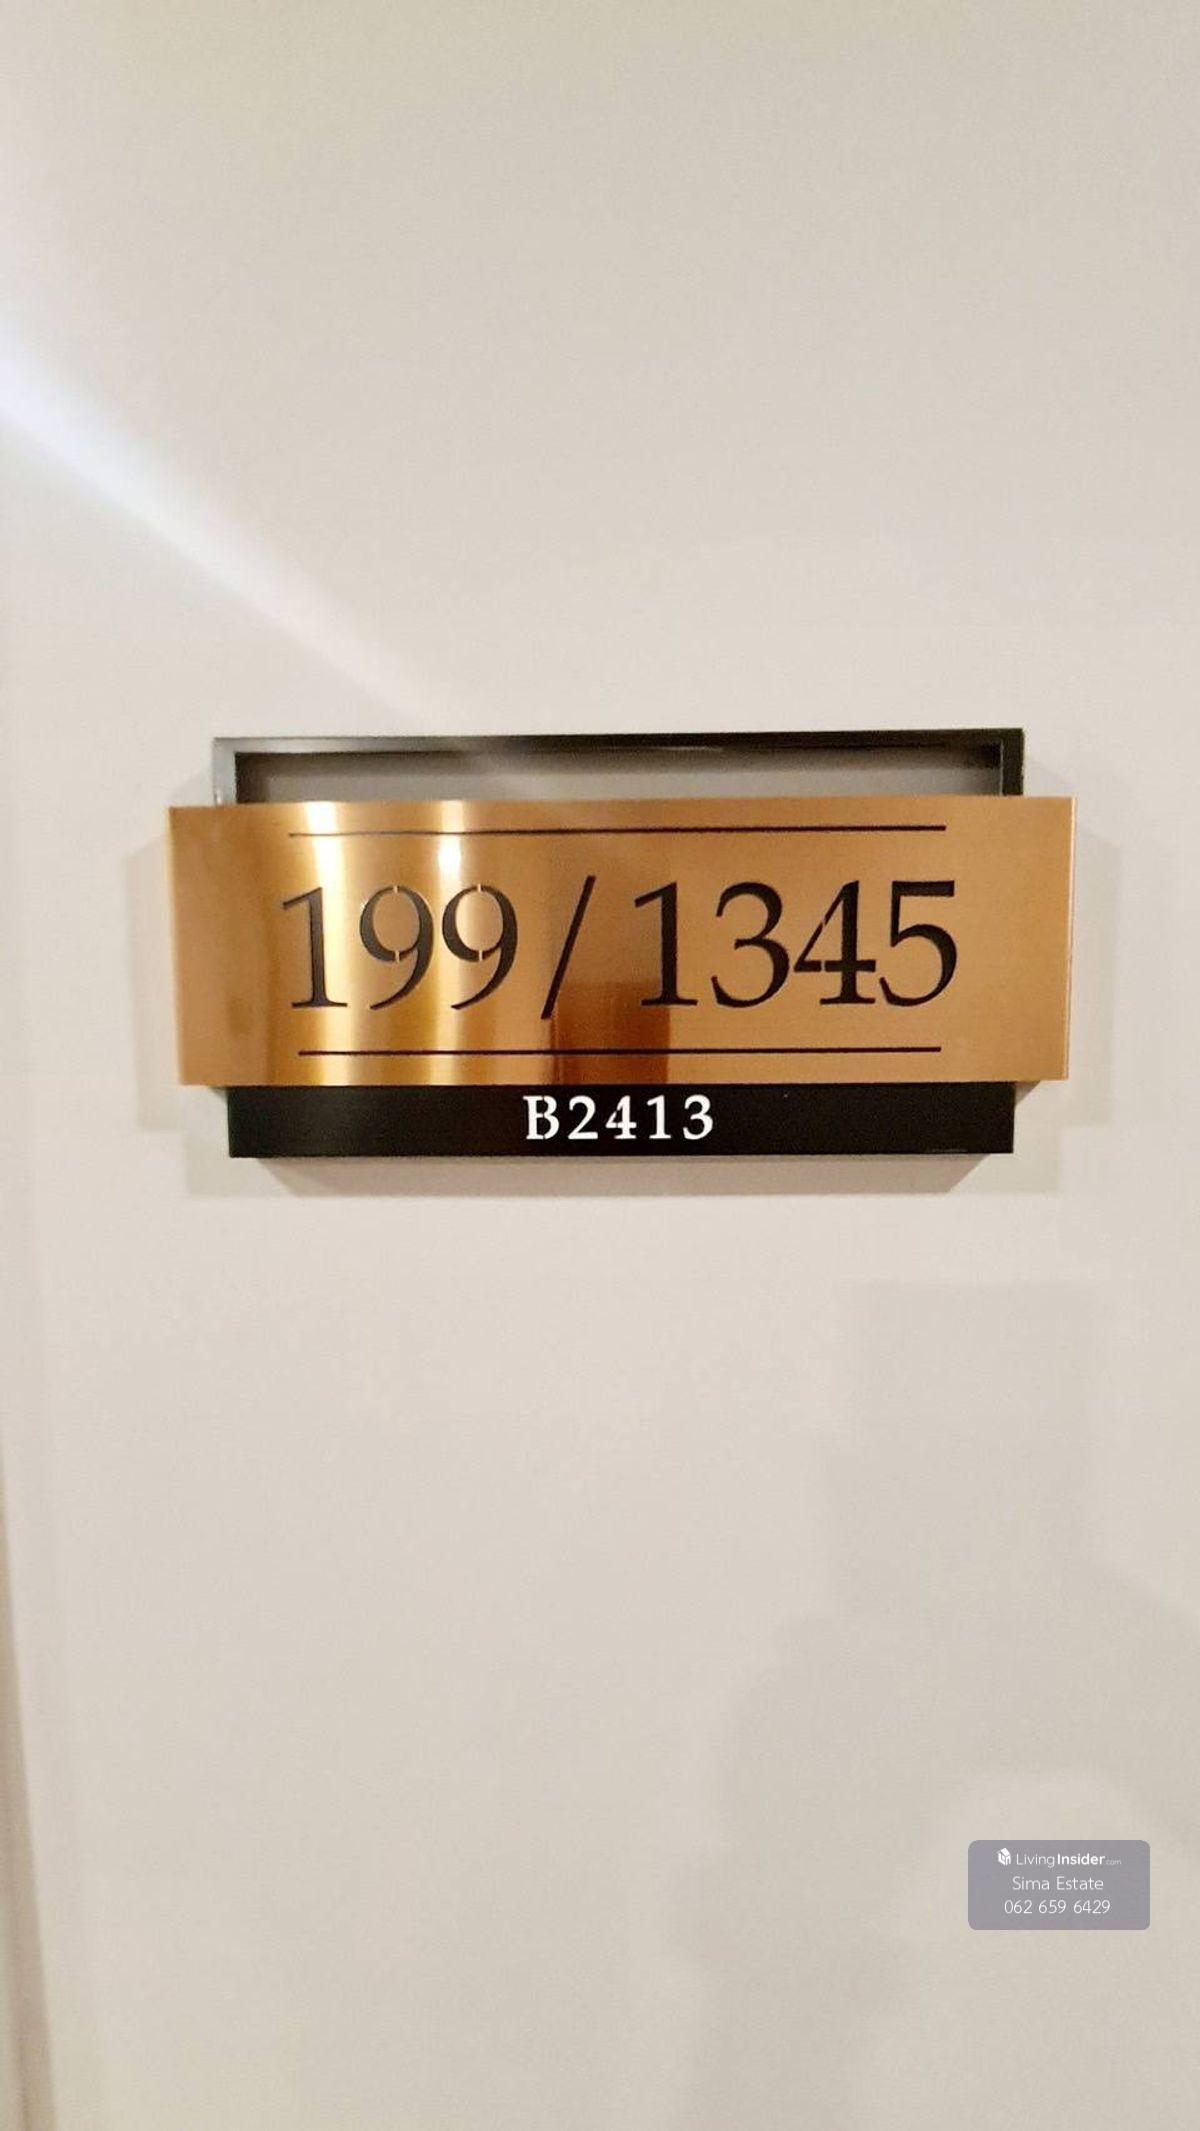 199/1345
B2413
LivingInsider.com
Sima Estate
062 659 6429